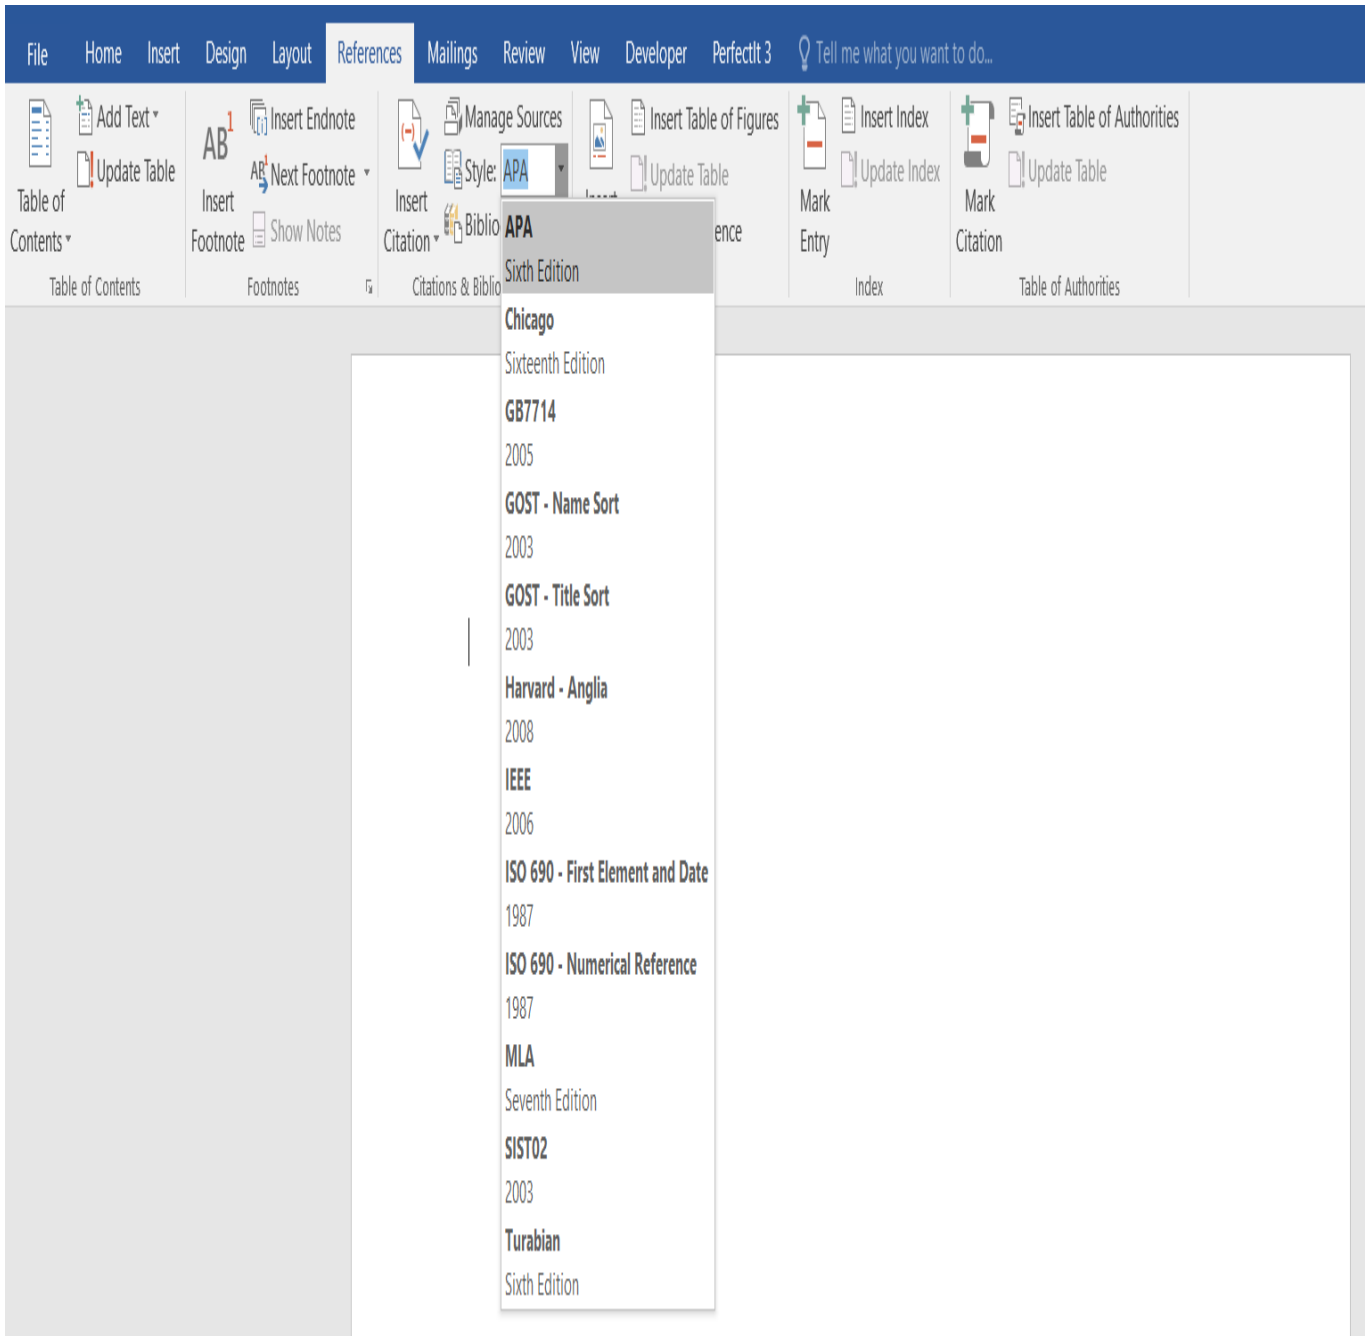 File Home Insert Design Layout References Mailings Review View Developer PerfectIt 3 Tell me what you want to do...
Add Text Insert Endnote Manage Sources Insert Table of Figures Insert Index Insert Table of Authorities
AB1
Update Table AB1 Next Footnote Style: APA Update Table Update Index Update Table
Table of Contents Insert Footnote Show Notes Insert Citation Biblio ence Mark Entry Mark Citation
Table of Contents Footnotes Citations & Biblio Index Table of Authorities
APA
Sixth Edition
Chicago
Sixteenth Edition
GB7714
2005
GOST - Name Sort
2003
GOST - Title Sort
2003
Harvard - Anglia
2008
IEEE
2006
ISO 690 - First Element and Date
1987
ISO 690 - Numerical Reference
1987
MLA
Seventh Edition
SIST02
2003
Turabian
Sixth Edition